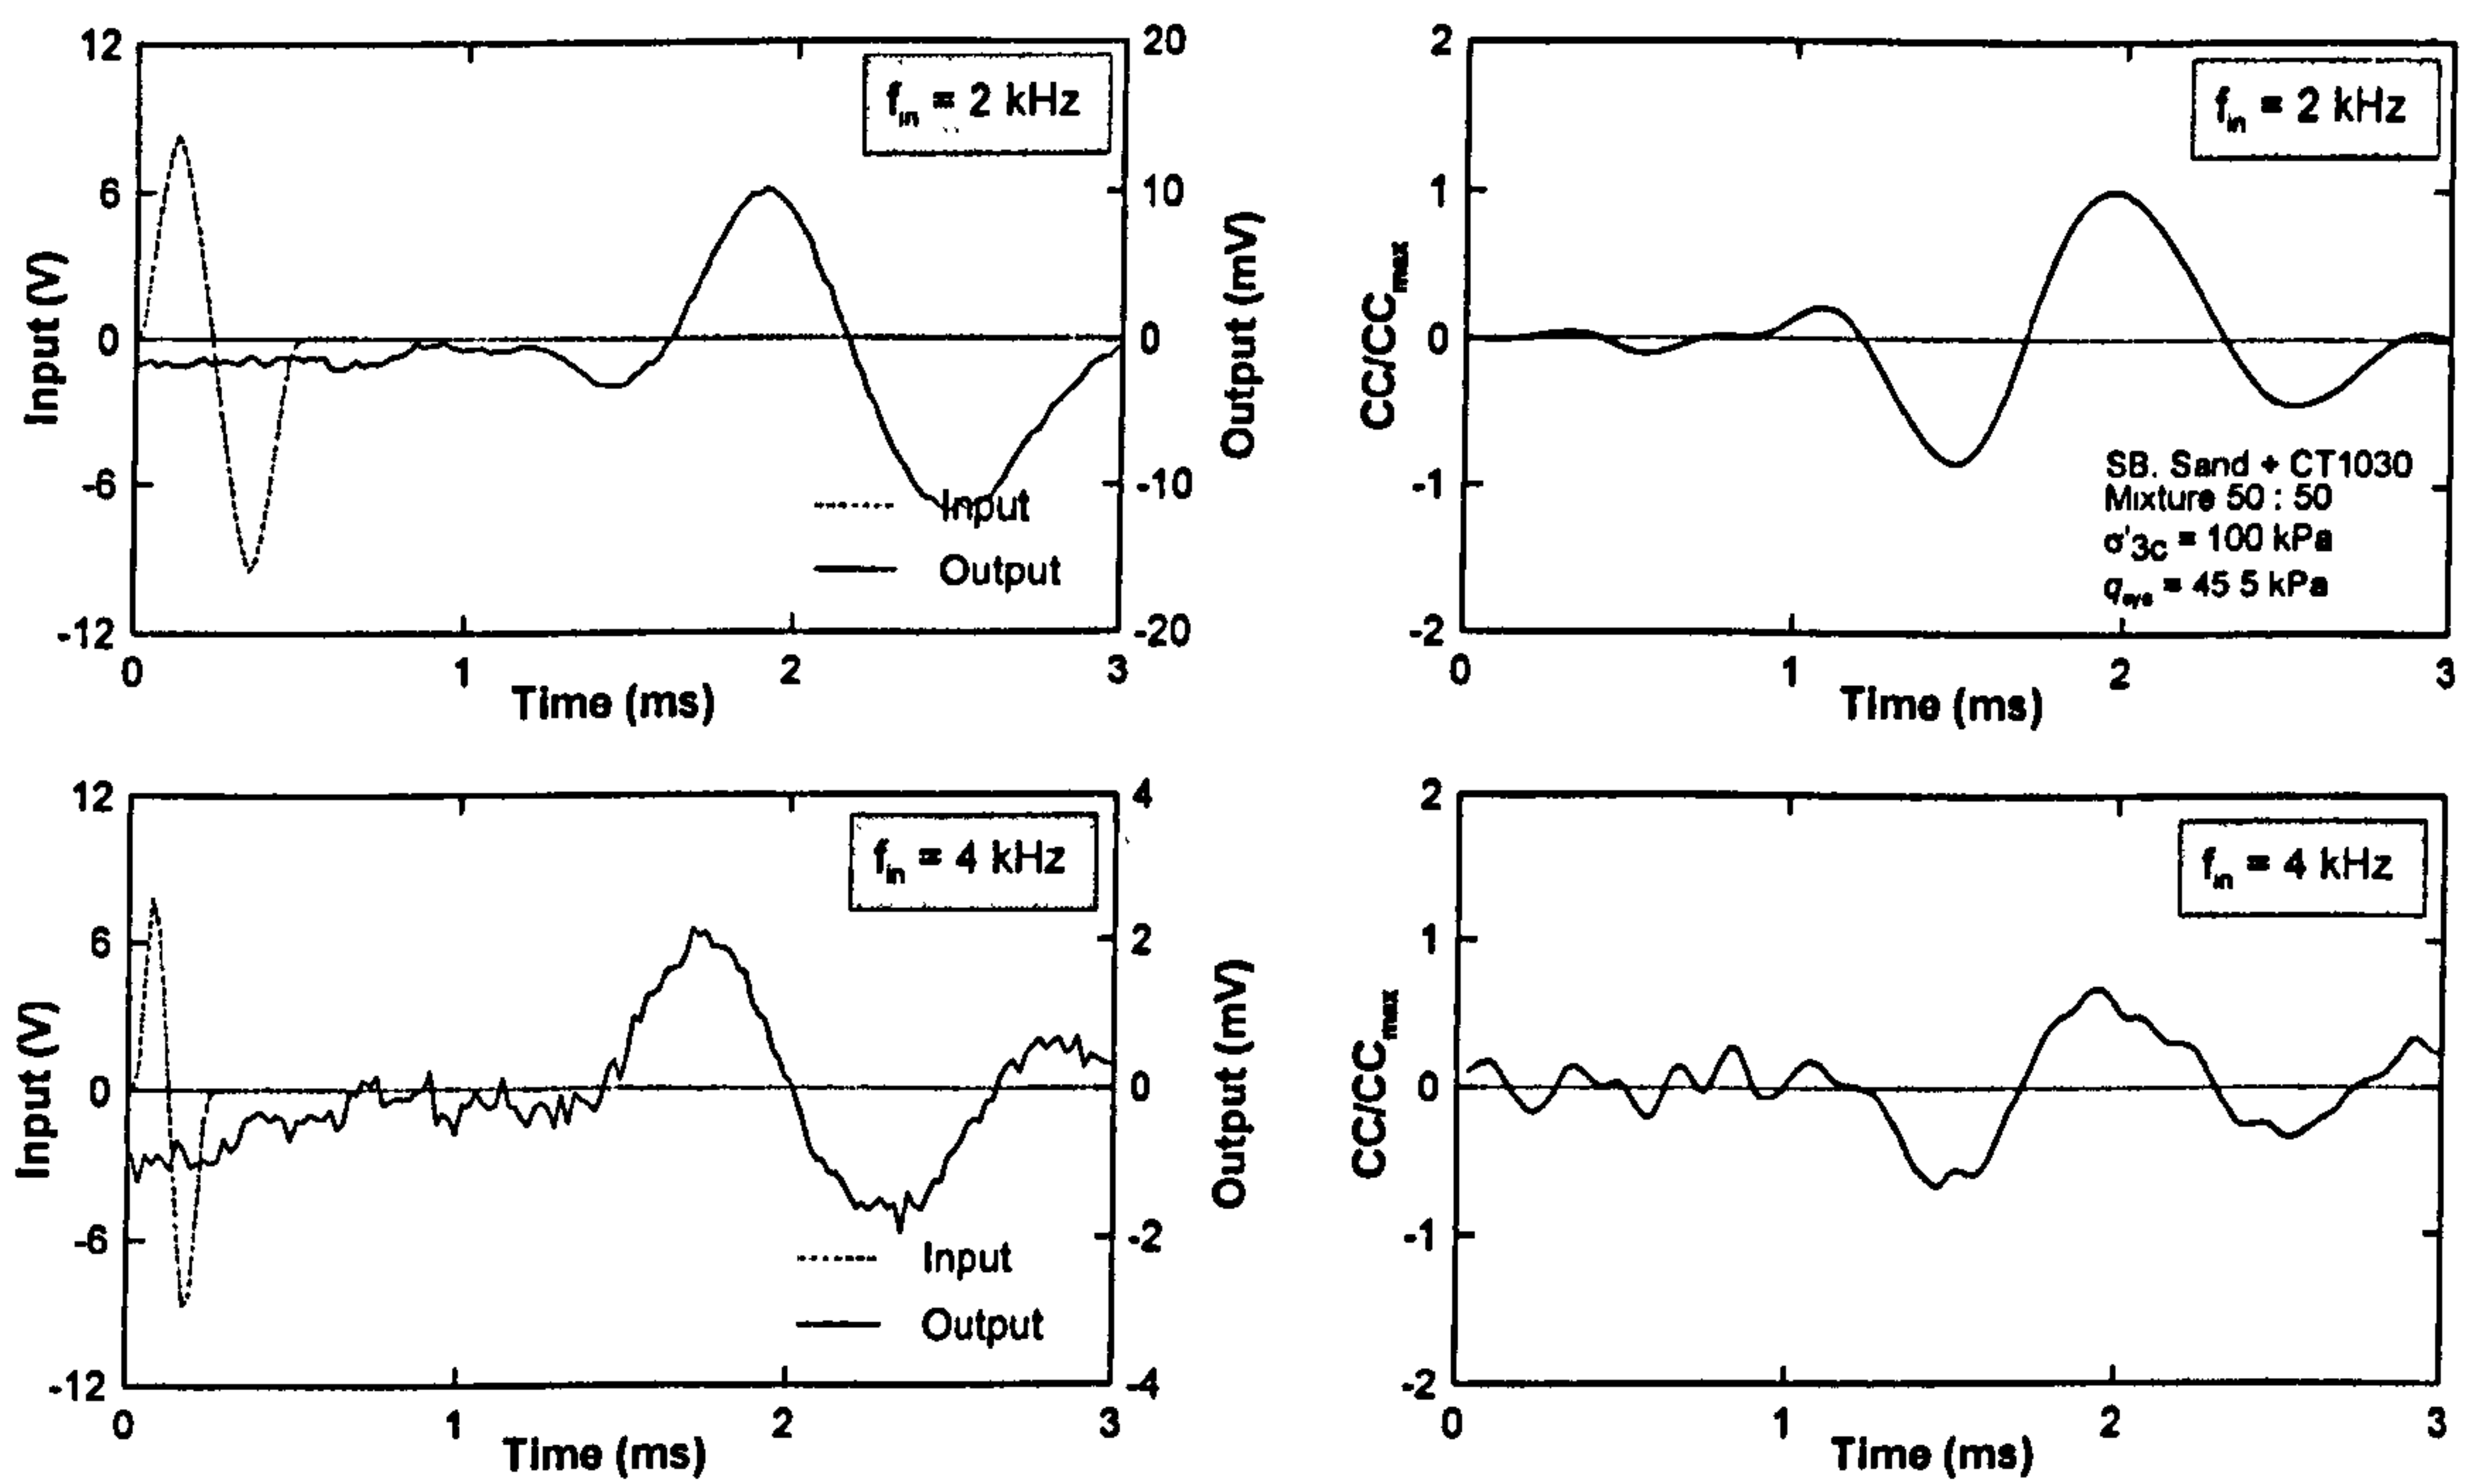 12
6
0
-6
-12
Input (V)
20
10
0
-10
-20
Output (mV)
f_in = 2 kHz
Input
Output
0
1
2
3
Time (ms)
2
1
0
-1
-2
CC/CC_max
f_in = 2 kHz
SB. Sand + CT1030
Mixture 50 : 50
σ'3c = 100 kPa
= 45 5 kPa
0
1
2
3
Time (ms)
12
6
0
-6
-12
Input (V)
4
2
0
-2
-4
Output (mV)
f_in = 4 kHz
Input
Output
0
1
2
3
Time (ms)
2
1
0
-1
-2
CC/CC_max
f_in = 4 kHz
0
1
2
3
Time (ms)